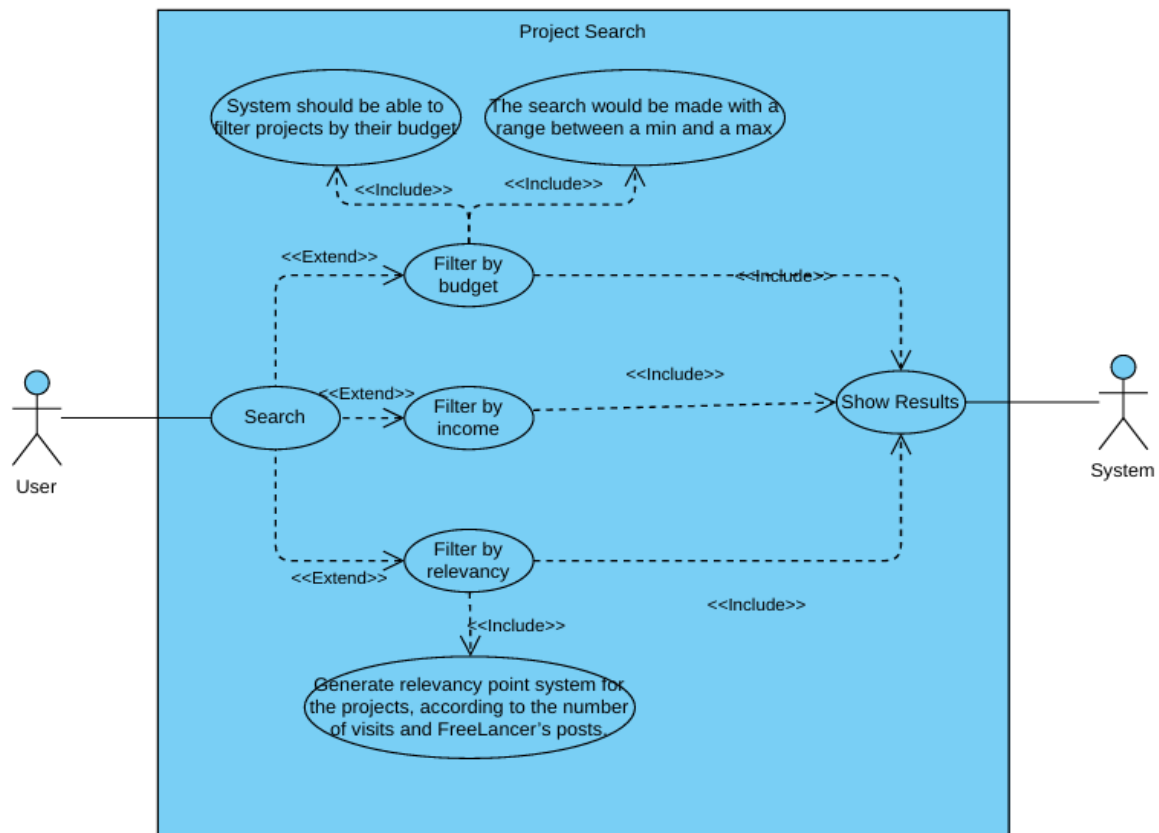 Project Search
System should be able to
filter projects by their budget
The search would be made with a
range between a min and a max
<<Include>>
<<Include>>
<<Extend>>
Filter by
budget
<<Include>>
<<Extend>>
<<Include>>
Search
Filter by
income
Show Results
User
System
Filter by
relevancy
<<Extend>>
<<Include>>
<<Include>>
Generate relevancy point system for
the projects, according to the number
of visits and FreeLancer's posts.